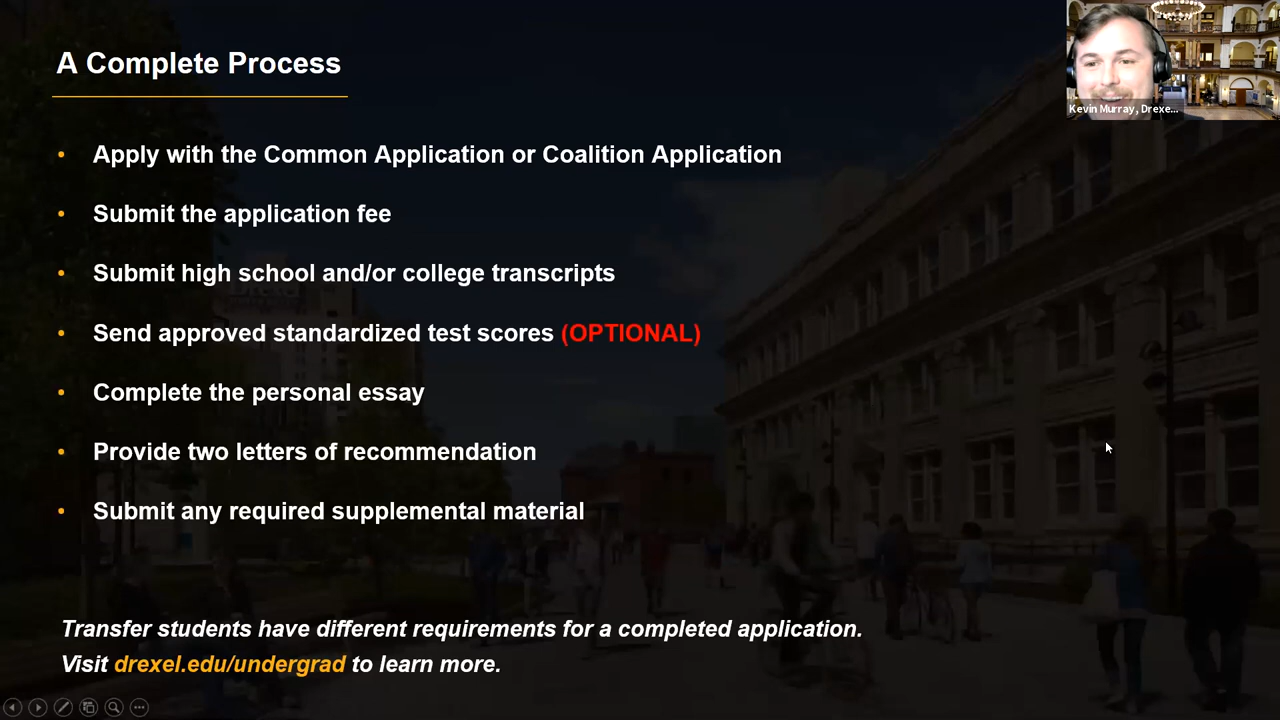 A Complete Process
Kevin Murray, Drexe...
• Apply with the Common Application or Coalition Application
• Submit the application fee
• Submit high school and/or college transcripts
• Send approved standardized test scores (OPTIONAL)
• Complete the personal essay
• Provide two letters of recommendation
• Submit any required supplemental material
Transfer students have different requirements for a completed application.
Visit drexel.edu/undergrad to learn more.